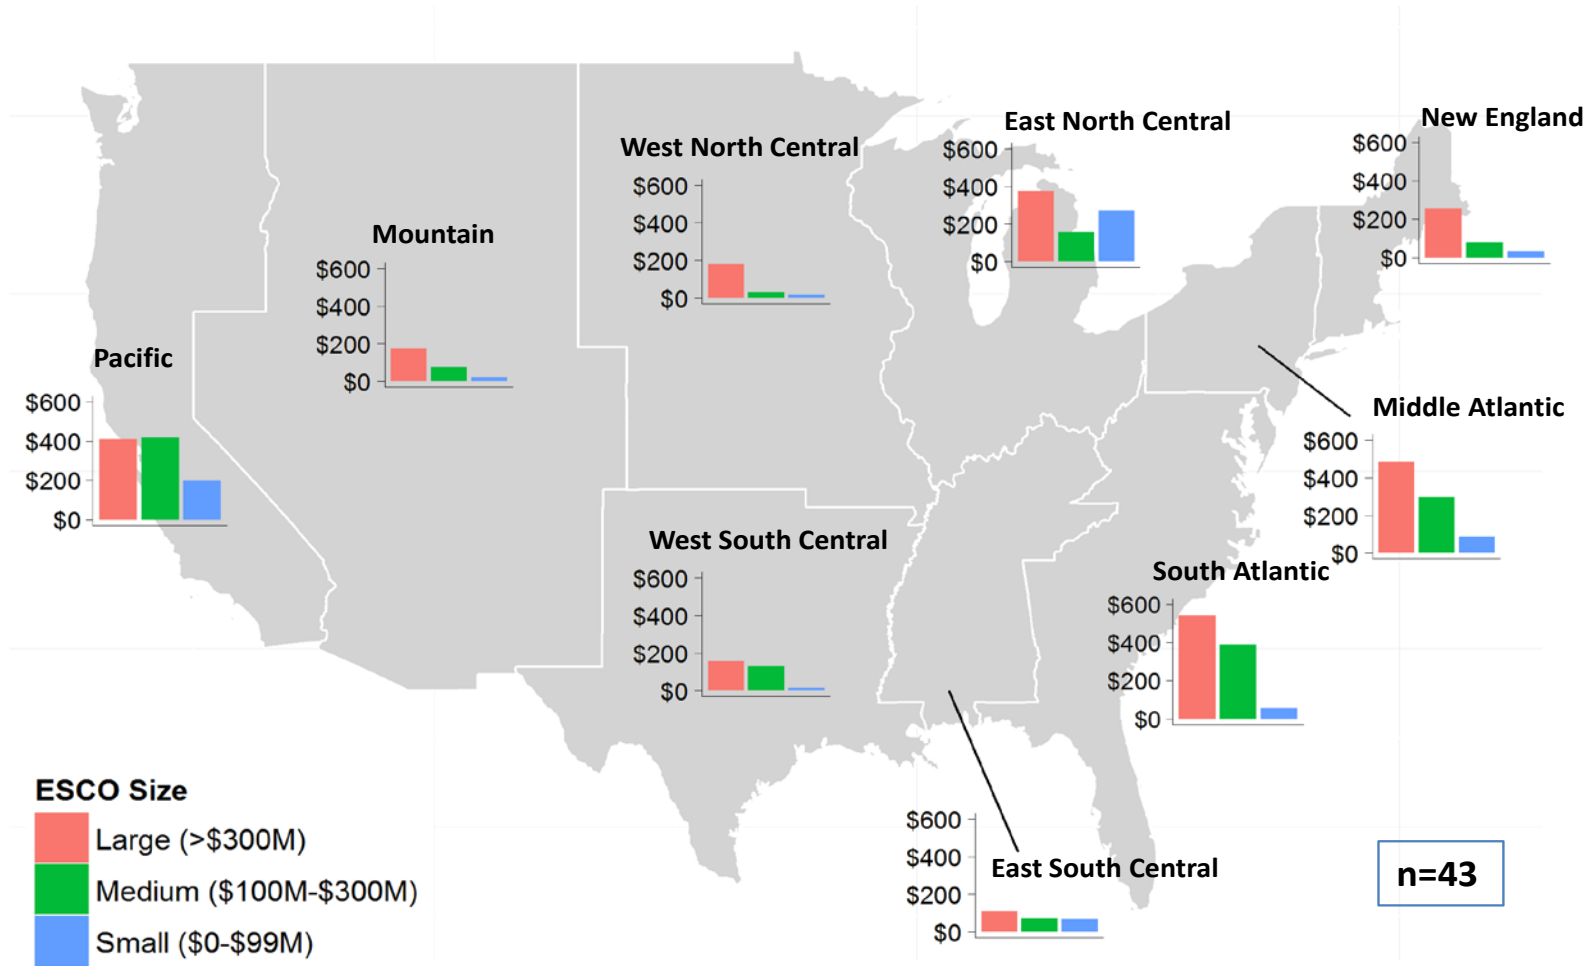 East North Central
$600
$400
$200
$0
New England
$600
$400
$200
$0
West North Central
$600
$400
$200
$0
Mountain
$600
$400
$200
$0
Pacific
$600
$400
$200
$0
Middle Atlantic
$600
$400
$200
$0
West South Central
$600
$400
$200
$0
South Atlantic
$600
$400
$200
$0
East South Central
$600
$400
$200
$0
ESCO Size
Large (>$300M)
Medium ($100M-$300M)
Small ($0-$99M)
n=43